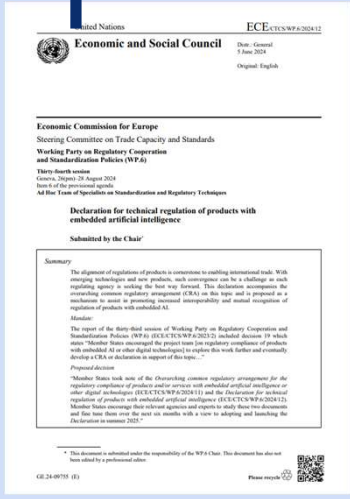 United Nations
ECE/CTCS/WP.6/2024/12
Economic and Social Council
Distr.: General
5 June 2024
Original: English
Economic Commission for Europe
Steering Committee on Trade Capacity and Standards
Working Party on Regulatory Cooperation
and Standardization Policies (WP.6)
Thirty-fourth session
Geneva, 26(pm)-28 August 2024
Item 6 of the provisional agenda
Ad Hoc Team of Specialists on Standardization and Regulatory Techniques
Declaration for technical regulation of products with
embedded artificial intelligence
Submitted by the Chair*
Summary
The alignment of regulations of products is cornerstone to enabling international trade. With
emerging technologies and new products, such convergence can be a challenge as each
regulating agency is seeking the best way forward. This declaration accompanies the
overarching common regulatory arrangement (CRA) on this topic and is proposed as a
mechanism to assist in promoting increased interoperability and mutual recognition of
regulation of products with embedded AI.
Mandate:
The report of the thirty-third session of Working Party on Regulatory Cooperation and
Standardization Policies (WP.6) (ECE/CTCS/WP.6/2023/2) included decision 19 which
states "Member States encouraged the project team [on regulatory compliance of products
with embedded AI or other digital technologies] to explore this work further and eventually
develop a CRA or declaration in support of this topic…"
Proposed decision
"Member States took note of the Overarching common regulatory arrangement for the
regulatory compliance of products and/or services with embedded artificial intelligence or
other digital technologies (ECE/CTCS/WP.6/2024/11) and the Declaration for technical
regulation of products with embedded artificial intelligence (ECE/CTCS/WP.6/2024/12).
Member States encourage their relevant agencies and experts to study these two documents
and fine tune them over the next six months with a view to adopting and launching the
Declaration in summer 2025."
* This document is submitted under the responsibility of the WP.6 Chair. This document has also not
been edited by a professional editor.
GE.24-09755 (E)
Please recycle